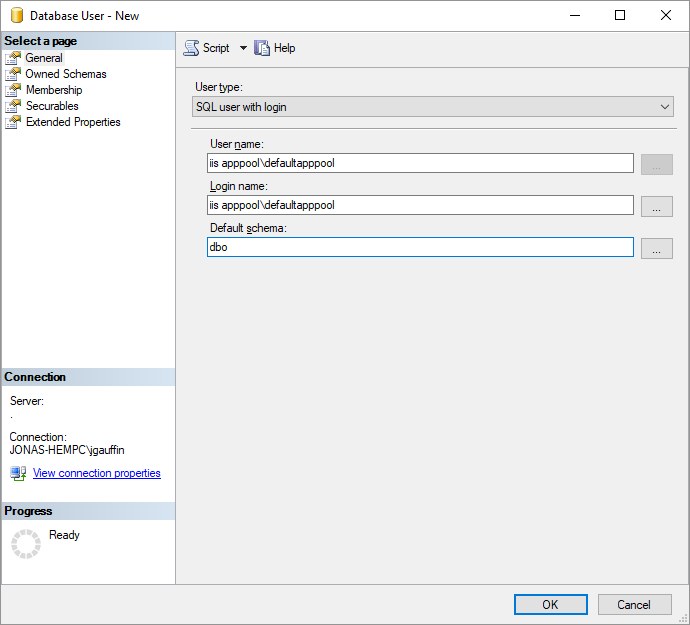 Database User - New
Select a page
General
Owned Schemas
Membership
Securables
Extended Properties
Connection
Server:
.
Connection:
JONAS-HEMPC\jgauffin
View connection properties
Progress
Ready
Script
Help
User type:
SQL user with login
User name:
iis apppool\defaultapppool
...
Login name:
iis apppool\defaultapppool
...
Default schema:
dbo
...
OK
Cancel